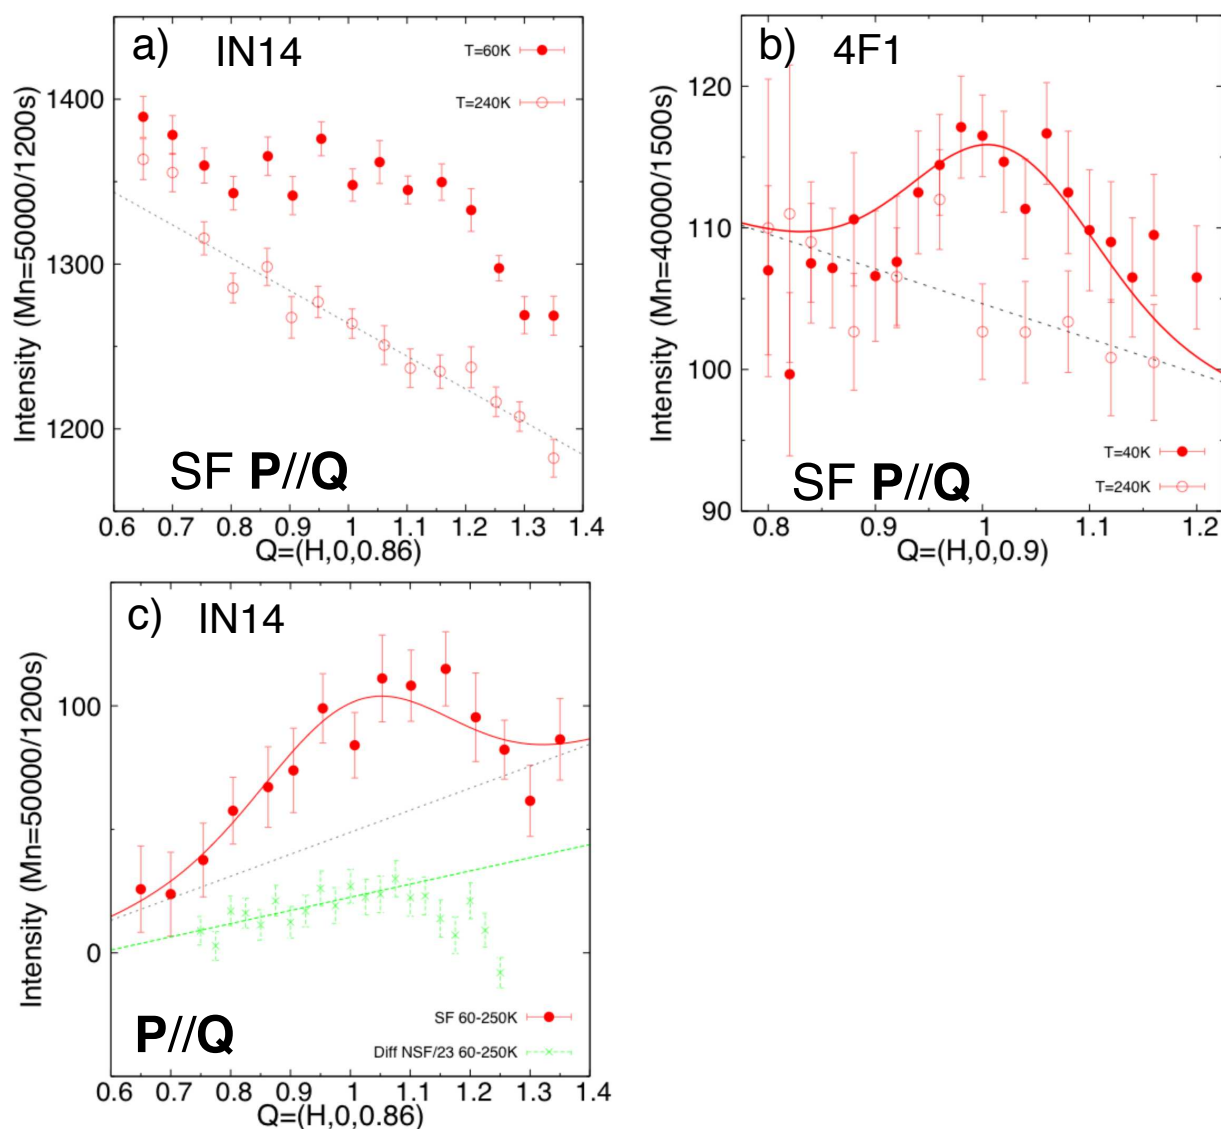 a) IN14
T=60K
T=240K
1400
1300
1200
Intensity (Mn=50000/1200s)
SF P//Q
0.6 0.7 0.8 0.9 1 1.1 1.2 1.3 1.4
Q=(H,0,0.86)
b) 4F1
120
110
100
90
Intensity (Mn=40000/1500s)
T=40K
T=240K
SF P//Q
0.8 0.9 1 1.1 1.2
Q=(H,0,0.9)
c) IN14
100
0
Intensity (Mn=50000/1200s)
SF 60-250K
Diff NSF/23 60-250K
P//Q
0.6 0.7 0.8 0.9 1 1.1 1.2 1.3 1.4
Q=(H,0,0.86)